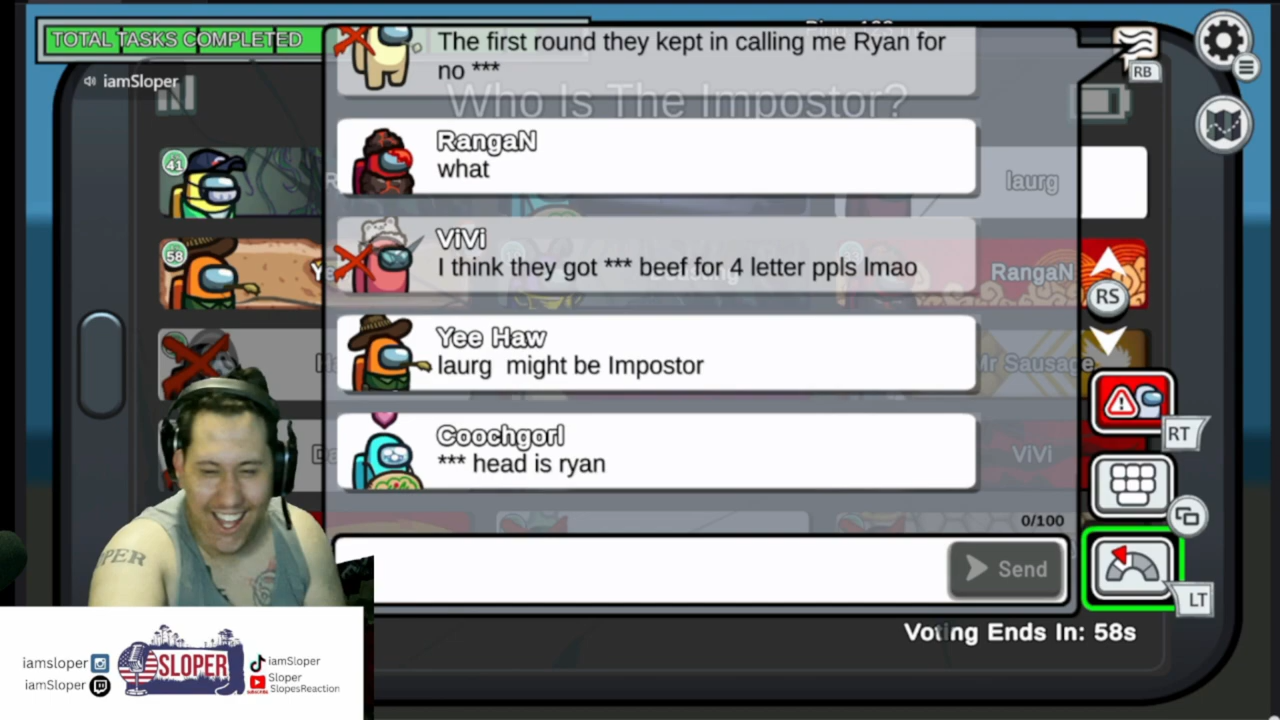 TOTAL TASKS COMPLETED
iamSloper
The first round they kept in calling me Ryan for
no ***
Who Is The Impostor?
RB
RangaN
what
41
laurg
ViVi
I think they got *** beef for 4 letter ppls lmao
58
RangaN
RS
Yee Haw
laurg might be Impostor
Mr Sausage
Coochgorl
*** head is ryan
ViVi
RT
0/100
Send
LT
Voting Ends In: 58s
iamsloper
iamSloper
SLOPER
iamSloper
Sloper
SlopesReaction